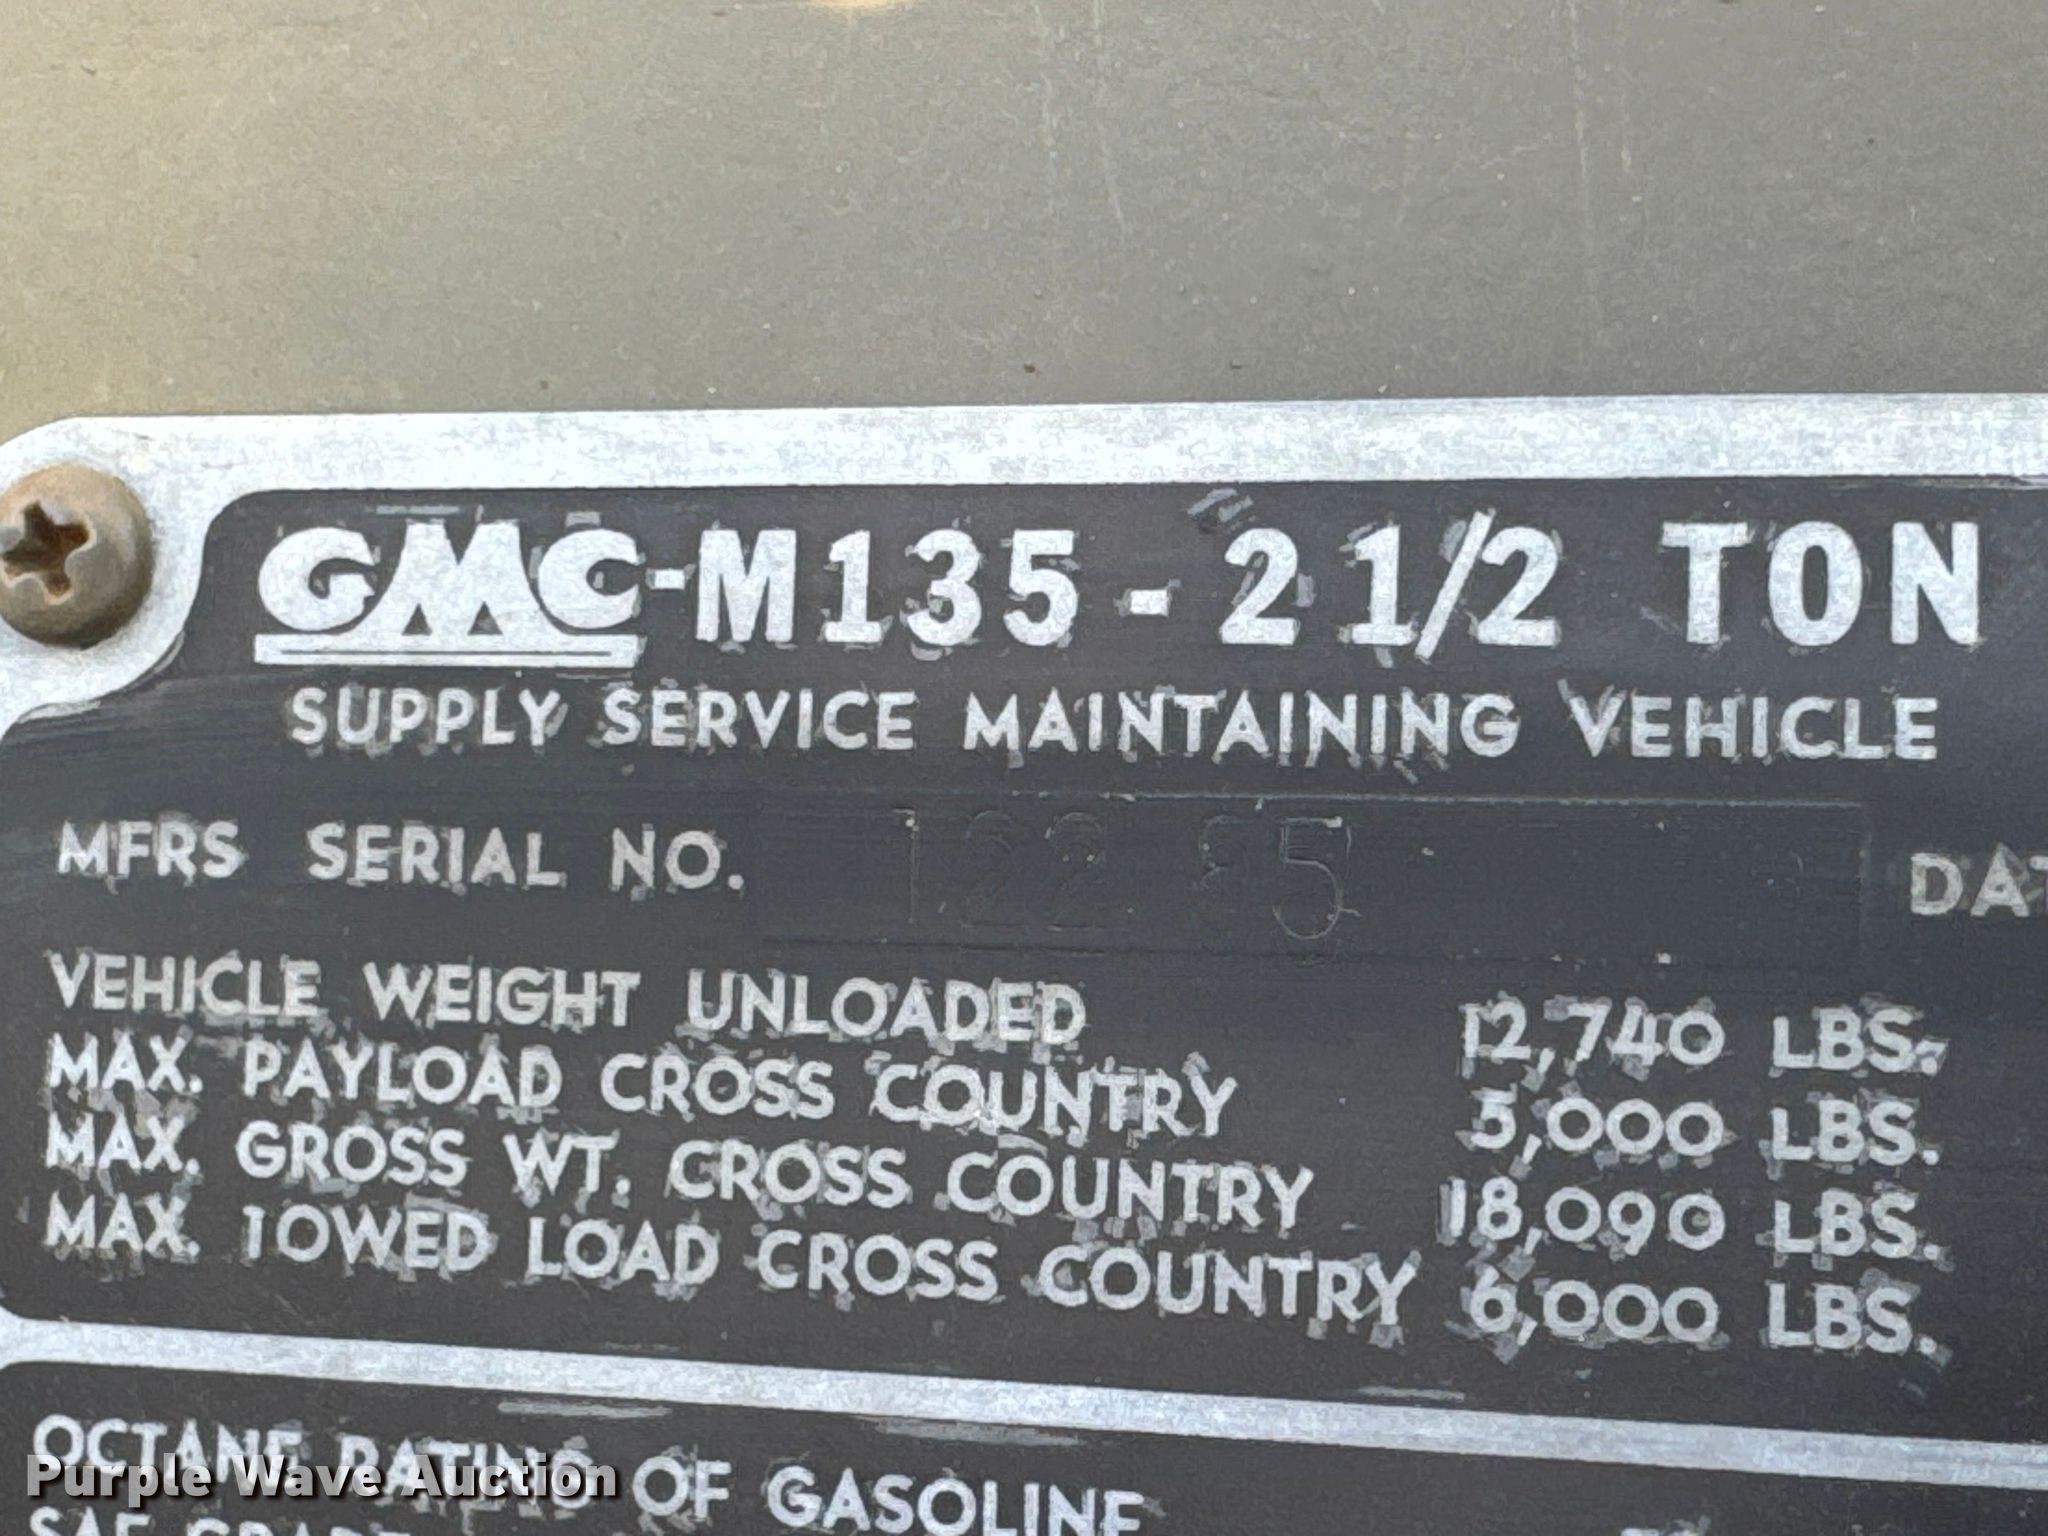 GMC-M135 - 2 1/2 TON
SUPPLY SERVICE MAINTAINING VEHICLE
MFRS SERIAL NO.
VEHICLE WEIGHT UNLOADED 12,740 LBS.
MAX. PAYLOAD CROSS COUNTRY 5,000 LBS.
MAX. GROSS WT. CROSS COUNTRY 18,090 LBS.
MAX. TOWED LOAD CROSS COUNTRY 6,000 LBS.
OCTANE RATING OF GASOLINE
Purple Wave Auction